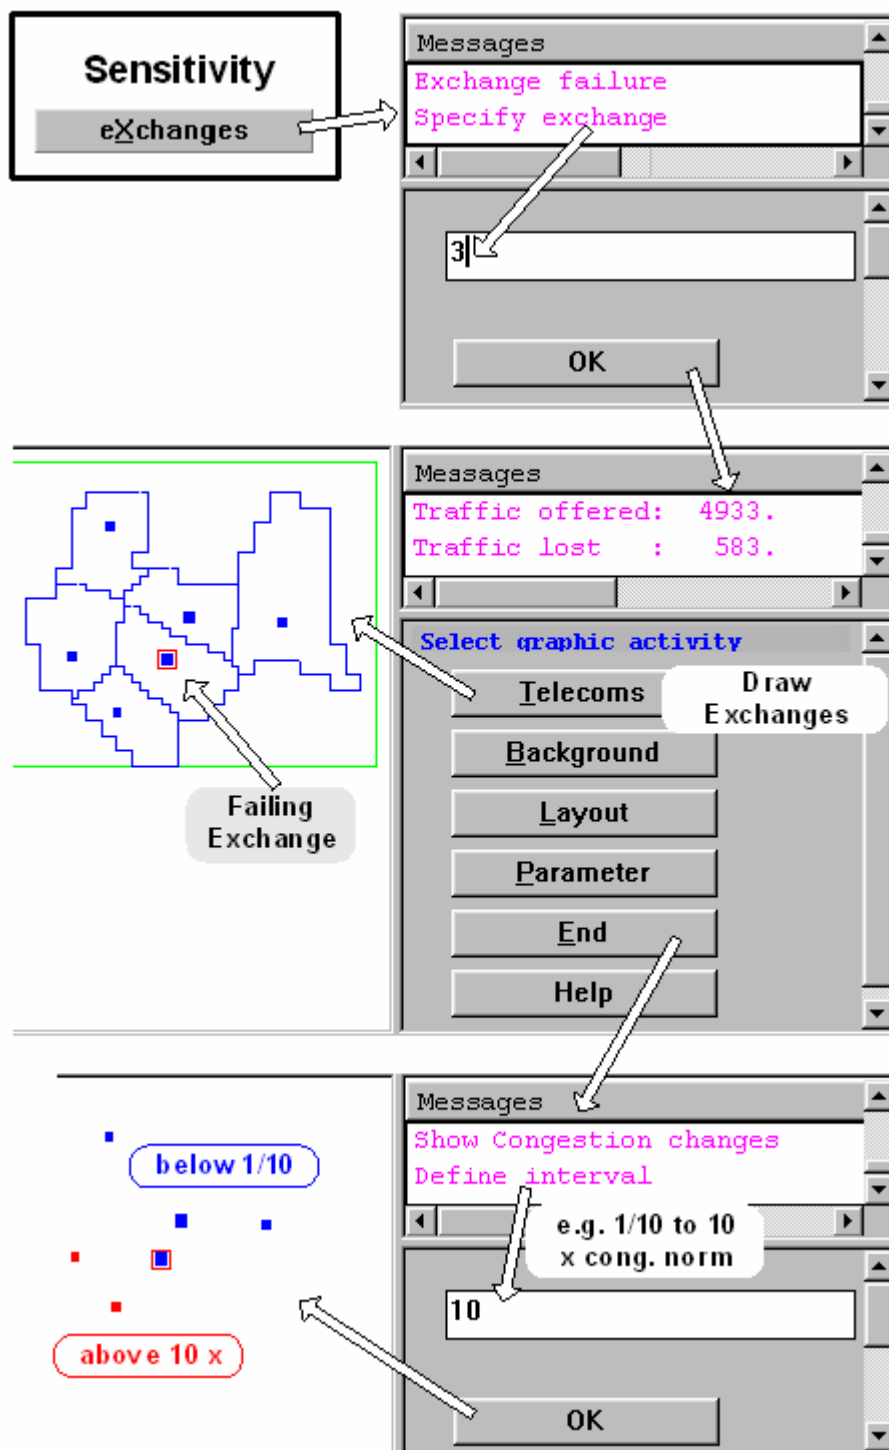 Sensitivity
eXchanges
Messages
Exchange failure
Specify exchange
3
OK
Messages
Traffic offered: 4933.
Traffic lost : 583.
Select graphic activity
Telecoms
Draw
Exchanges
Background
Layout
Parameter
End
Help
Failing
Exchange
Messages
Show Congestion changes
Define interval
e.g. 1/10 to 10
x cong. norm
10
OK
below 1/10
above 10 x